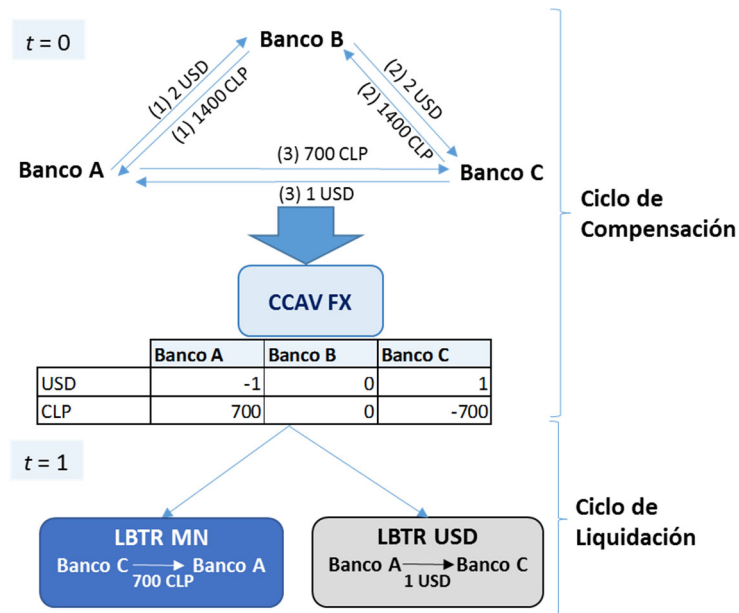 t = 0
Banco B
(1) 2 USD
(1) 1400 CLP
(2) 2 USD
(2) 1400 CLP
Banco A
(3) 700 CLP
Banco C
(3) 1 USD
Ciclo de
Compensación
CCAV FX
Banco A Banco B Banco C
USD -1 0 1
CLP 700 0 -700
t = 1
Ciclo de
Liquidación
LBTR MN
Banco C Banco A
700 CLP
LBTR USD
Banco A Banco C
1 USD